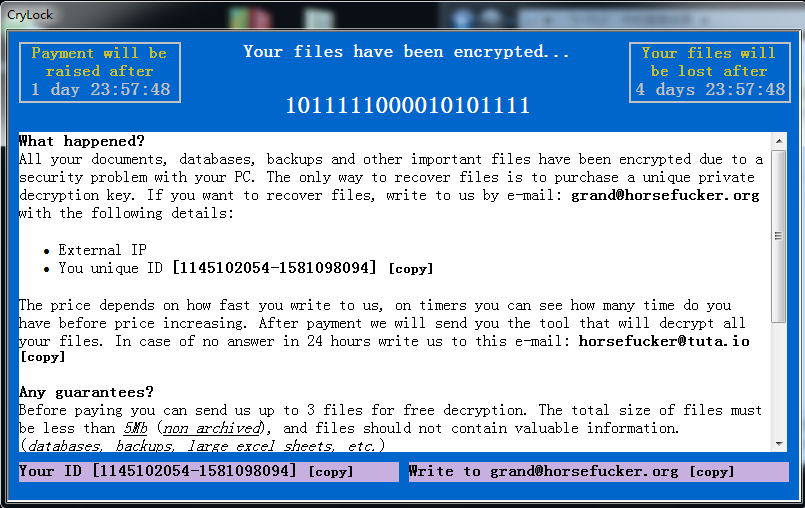 CryLock
Payment will be
raised after
1 day 23:57:48
Your files have been encrypted...
1011111000010101111
Your files will
be lost after
4 days 23:57:48
What happened?
All your documents, databases, backups and other important files have been encrypted due to a
security problem with your PC. The only way to recover files is to purchase a unique private
decryption key. If you want to recover files, write to us by e-mail: grand@horsefucker.org
with the following details:
• External IP
• You unique ID [1145102054-1581098094] [copy]
The price depends on how fast you write to us, on timers you can see how many time do you
have before price increasing. After payment we will send you the tool that will decrypt all
your files. In case of no answer in 24 hours write us to this e-mail: horsefucker@tuta.io
[copy]
Any guarantees?
Before paying you can send us up to 3 files for free decryption. The total size of files must
be less than 5Mb (non archived), and files should not contain valuable information.
(databases, backups, large excel sheets, etc.)
Your ID [1145102054-1581098094] [copy]
Write to grand@horsefucker.org [copy]